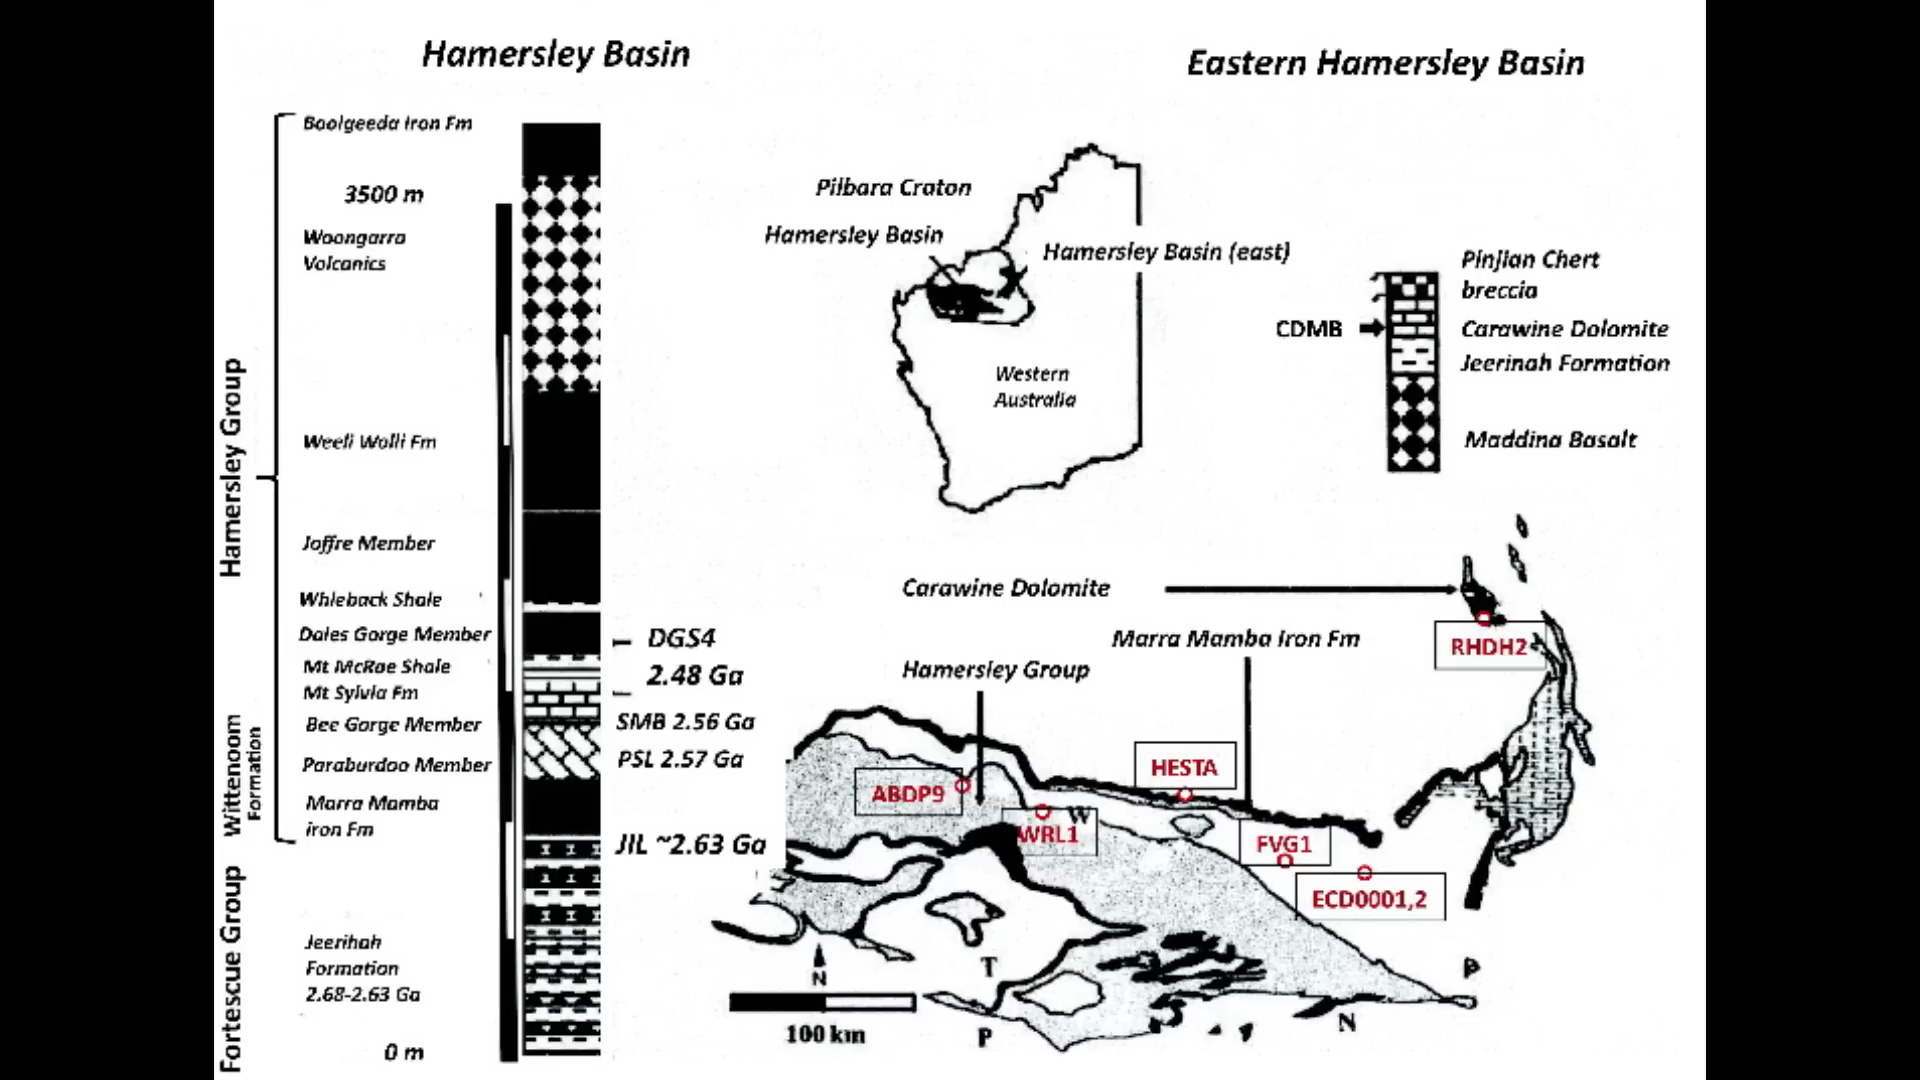 Hamersley Basin
Eastern Hamersley Basin
Hamersley Group
Wittenoom
Formation
Fortescue Group
Boolgeeda Iron Fm
3500 m
Woongarra
Volcanics
Weeli Wolli Fm
Joffre Member
Whleback Shale
Dales Gorge Member
Mt McRae Shale
Mt Sylvia Fm
Bee Gorge Member
Paraburdoo Member
Marra Mamba
iron Fm
Jeerihah
Formation
2.68-2.63 Ga
0 m
DGS4
2.48 Ga
SMB 2.56 Ga
PSL 2.57 Ga
JIL ~2.63 Ga
Pilbara Craton
Hamersley Basin
Hamersley Basin (east)
Western
Australia
Pinjian Chert
breccia
CDMB
Carawine Dolomite
Jeerinah Formation
Maddina Basalt
Carawine Dolomite
Marra Mamba Iron Fm
Hamersley Group
RHDH2
HESTA
ABDP9
W
WRL1
FVG1
ECD0001,2
N
T
P
P
N
100 km